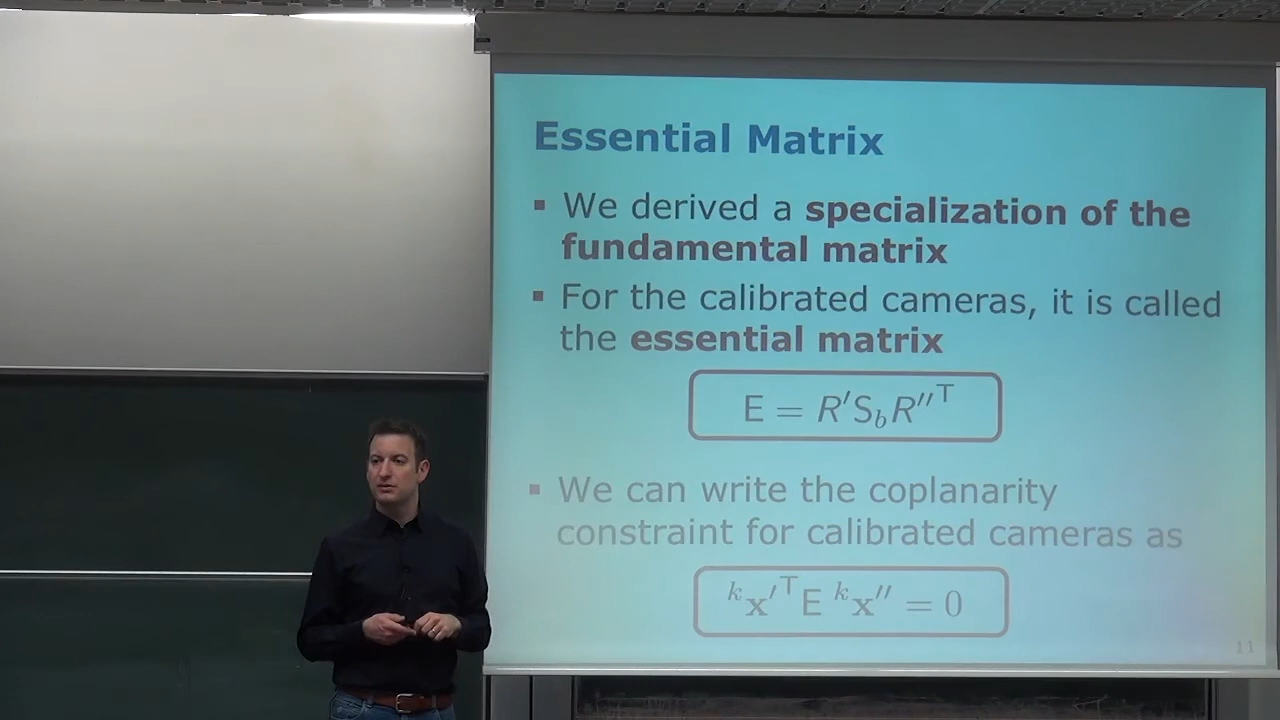 Essential Matrix
▪ We derived a specialization of the
fundamental matrix
▪ For the calibrated cameras, it is called
the essential matrix
E = R′S_b R″^T
▪ We can write the coplanarity
constraint for calibrated cameras as
^k x′^T E ^k x″ = 0
11